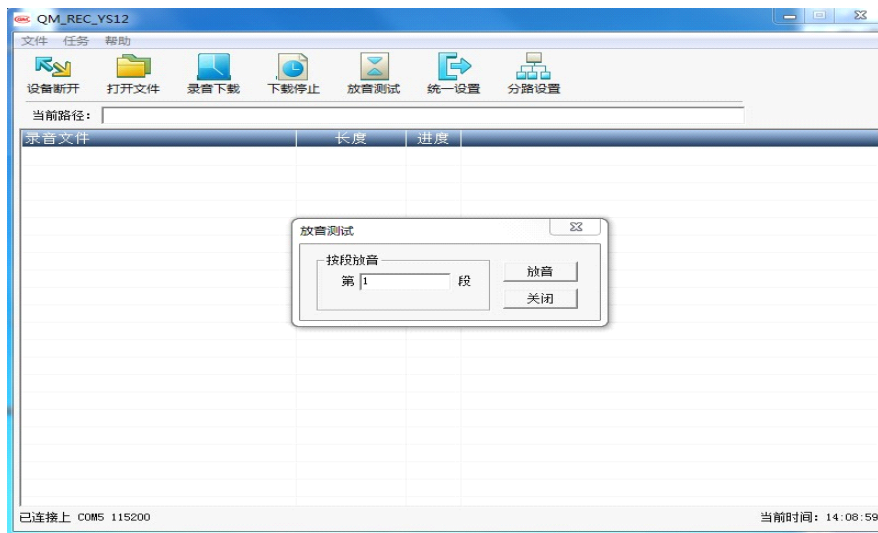 QMC QM_REC_YS12
文件 任务 帮助
设备断开 打开文件 录音下载 下载停止 放音测试 统一设置 分路设置
当前路径:
录音文件 长度 进度
放音测试
按段放音
第 1 段
放音
关闭
已连接上 COM5 115200 当前时间: 14:08:59